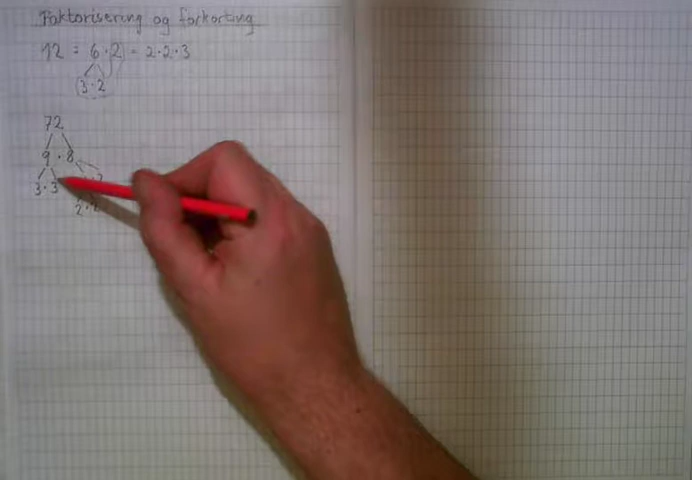 Faktorisering og forkorting
12 = 6 · 2 = 2 · 2 · 3
3 · 2
72
9 · 8
3 · 3
2 · 2